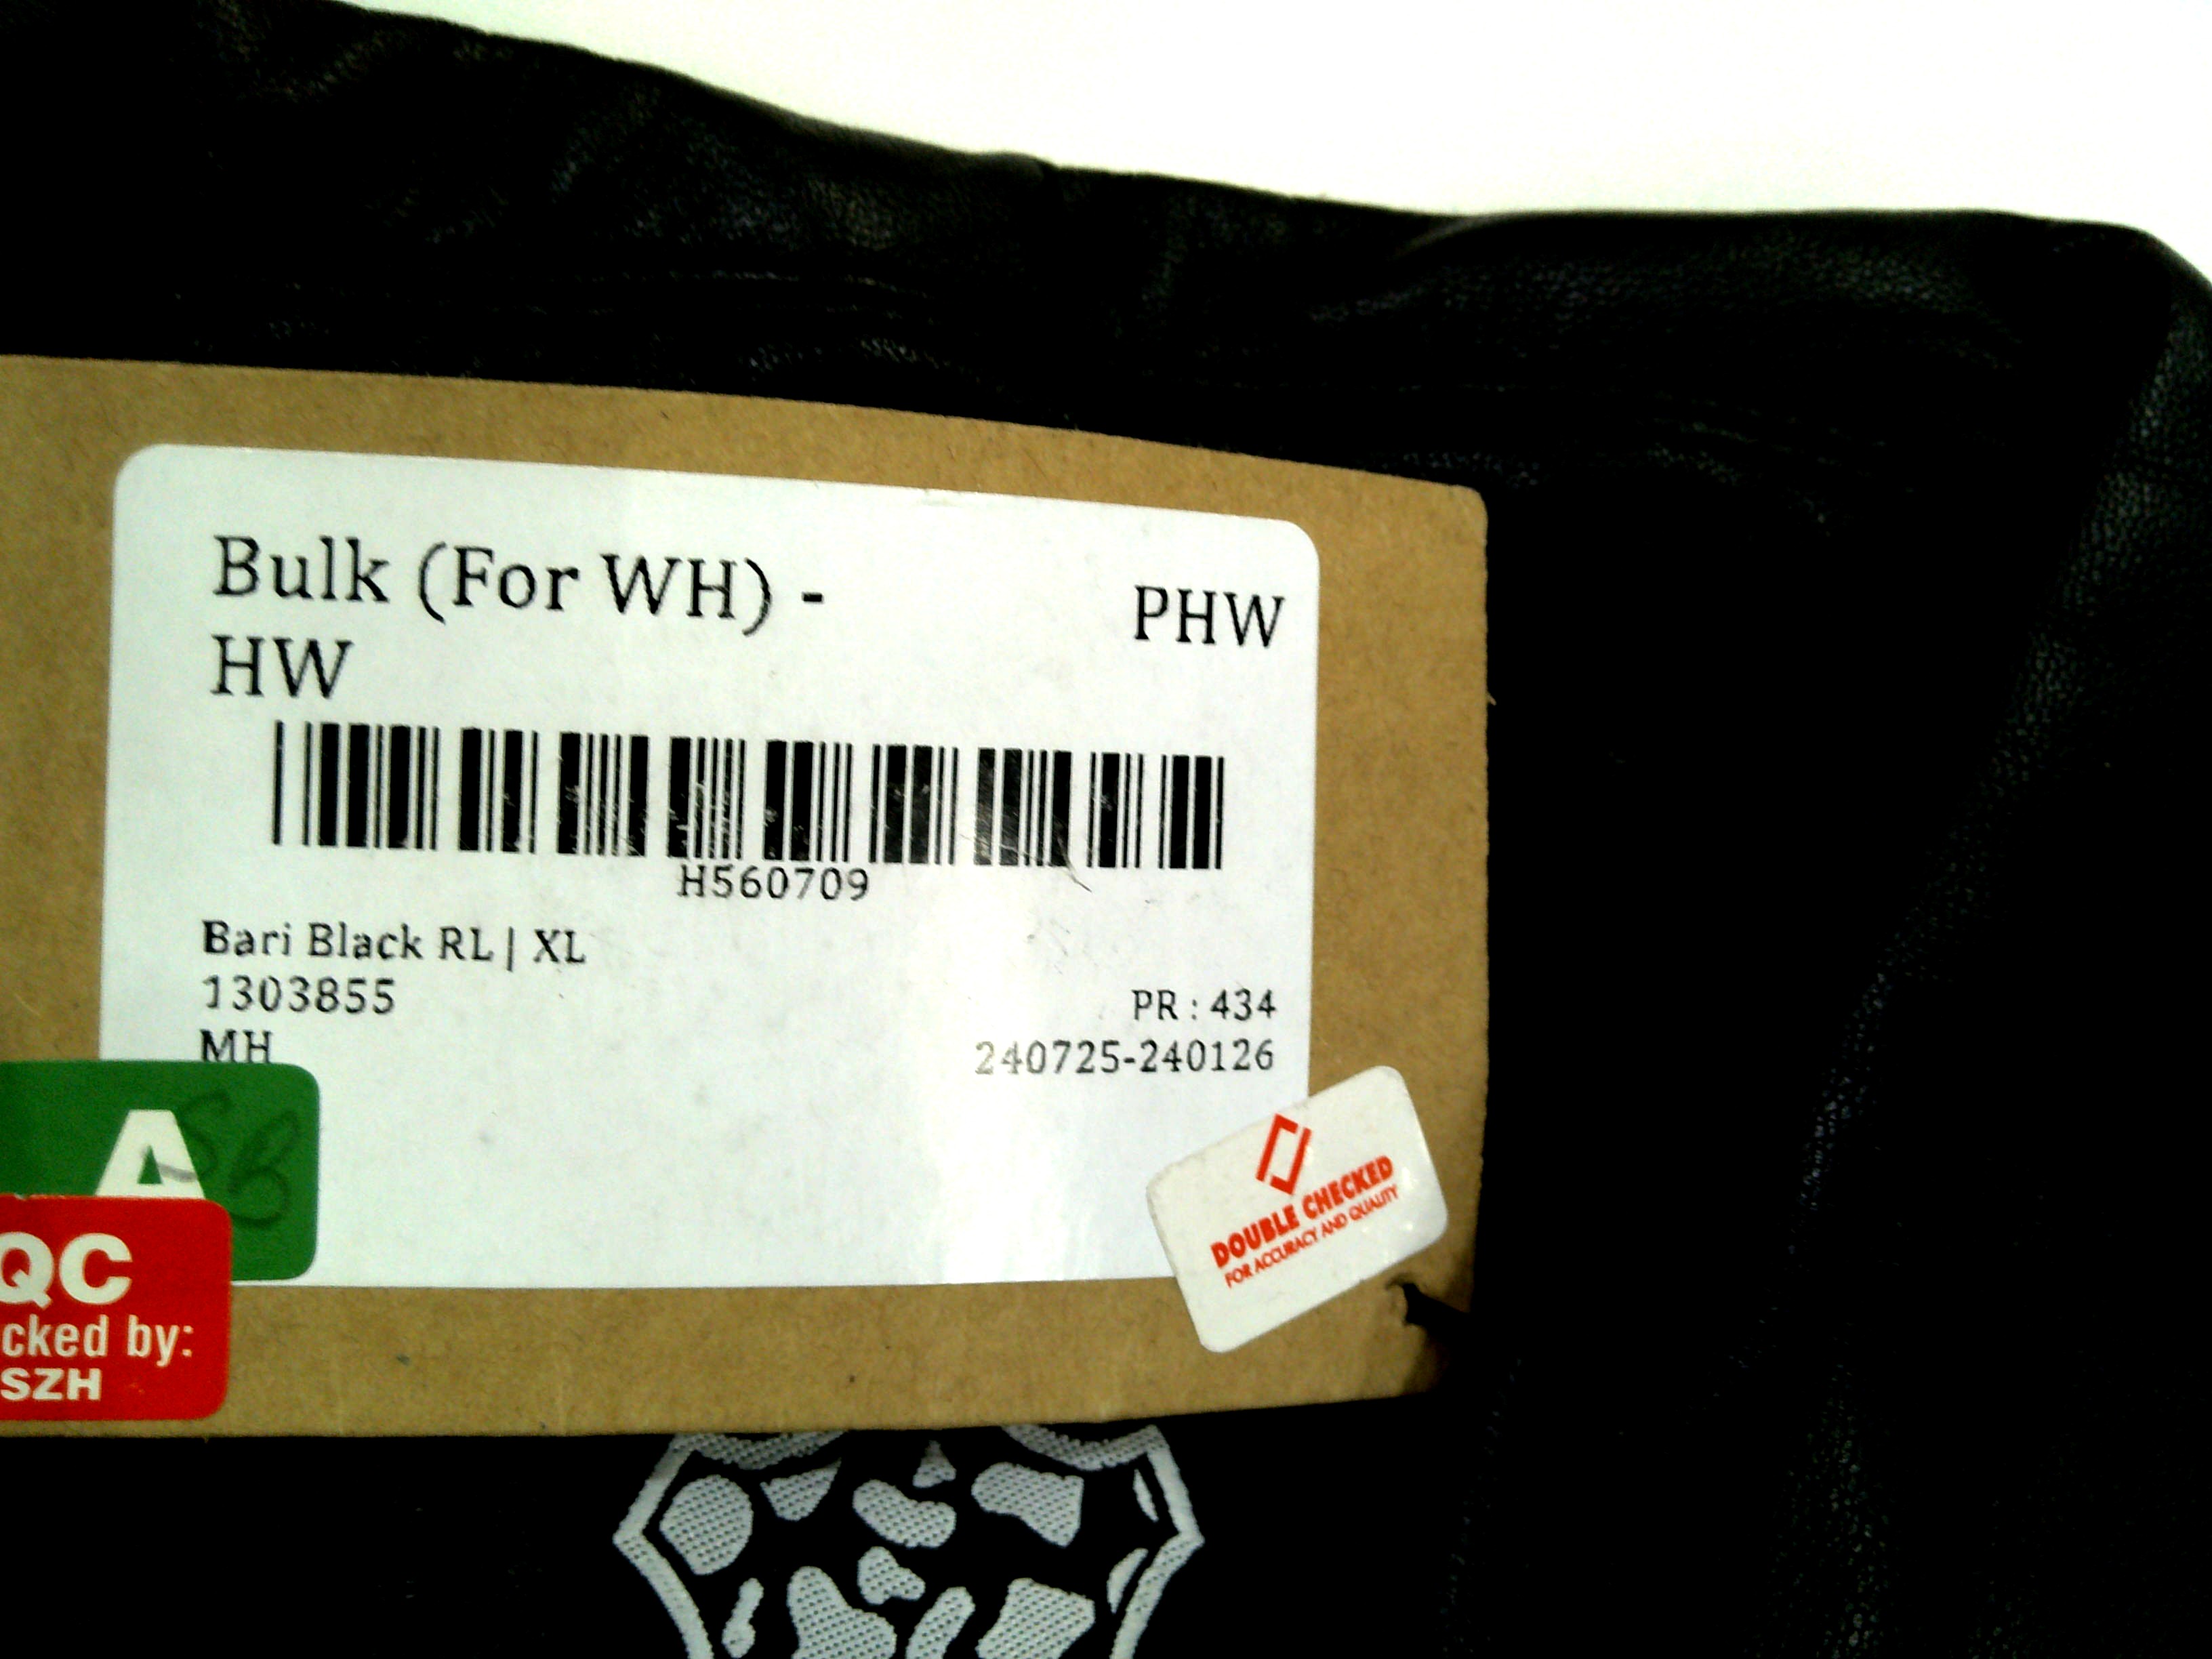 Bulk (For WH) -
HW
PHW
H560709
Bari Black RL | XL
1303855
PR : 434
MH
240725-240126
A
SB
QC
cked by:
SZH
DOUBLE CHECKED
FOR ACCURACY AND QUALITY